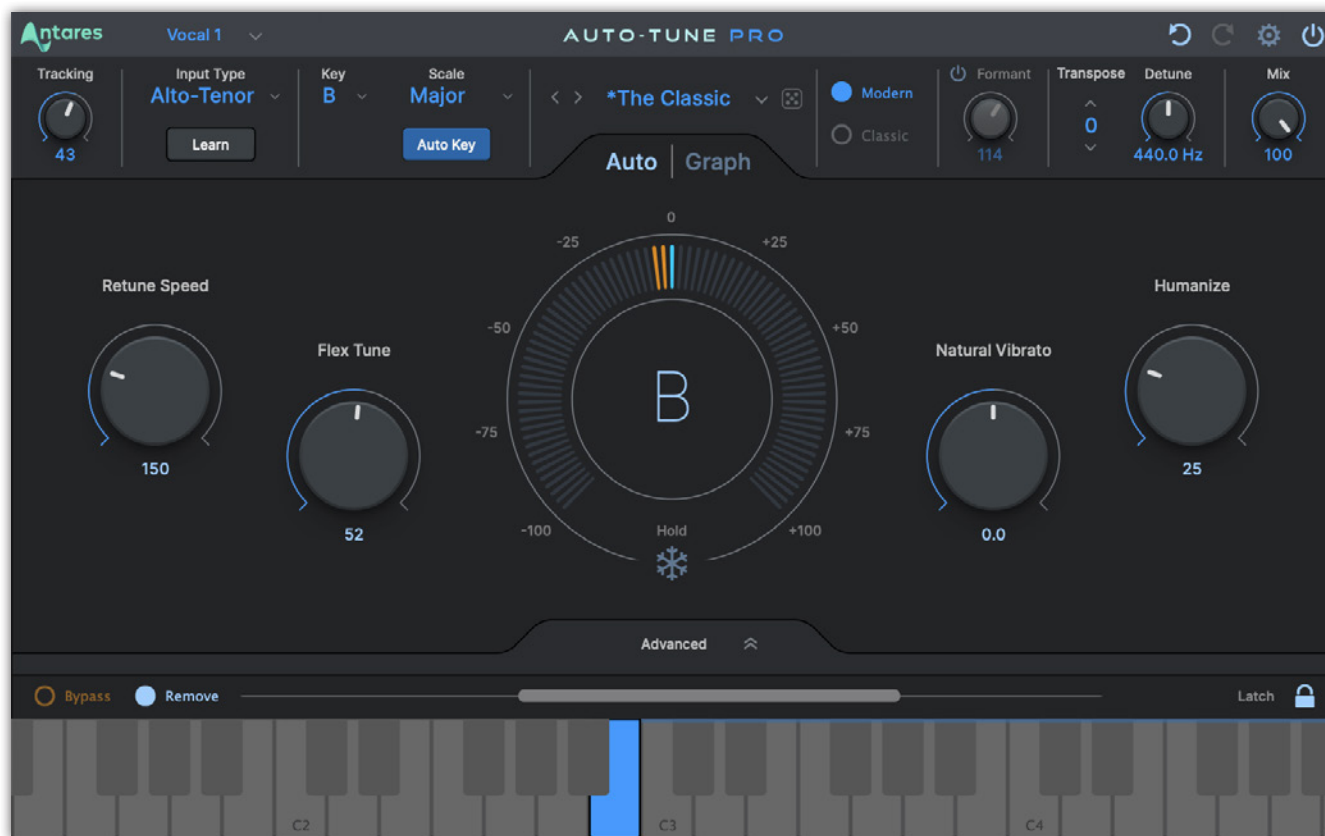 Antares
Vocal 1
AUTO-TUNE PRO
Tracking
43
Input Type
Alto-Tenor
Learn
Key
B
Scale
Major
Auto Key
*The Classic
Modern
Classic
Formant
114
Transpose
0
Detune
440.0 Hz
Mix
100
Auto | Graph
Retune Speed
150
Flex Tune
52
0
-25
+25
-50
+50
-75
+75
-100
+100
B
Hold
Natural Vibrato
0.0
Humanize
25
Advanced
Bypass
Remove
Latch
C2
C3
C4